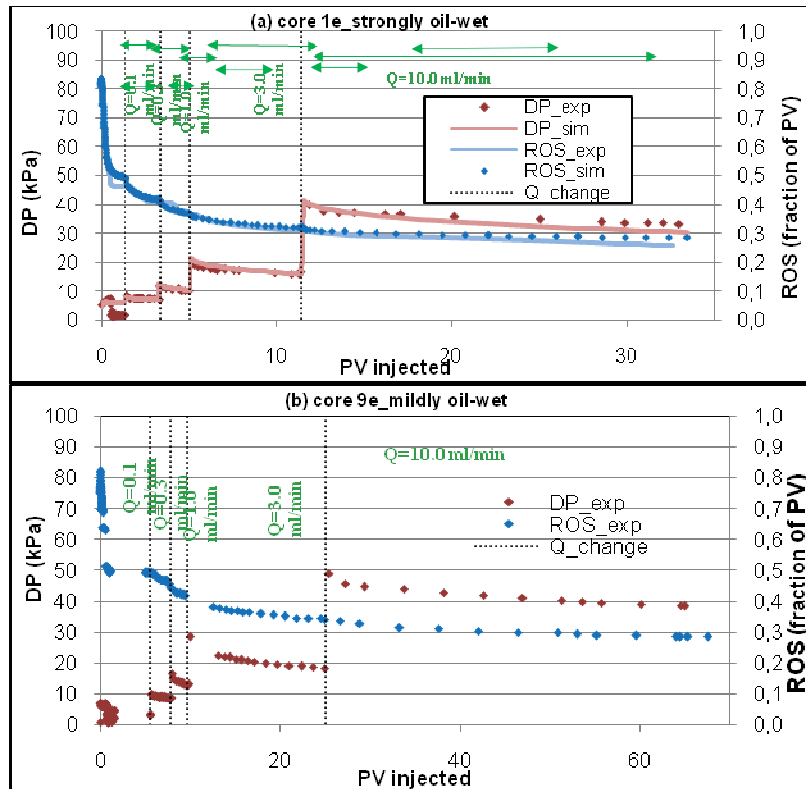 (a) core 1e_strongly oil-wet
100
90
80
70
60
50
40
30
20
10
0
DP (kPa)
Q=0.1
ml/min
Q=0.3
ml/min
Q=1.0
ml/min
Q=3.0
ml/min
Q=10.0 ml/min
DP_exp
DP_sim
ROS_exp
ROS_sim
Q_change
1,0
0,9
0,8
0,7
0,6
0,5
0,4
0,3
0,2
0,1
0,0
ROS (fraction of PV)
0 10 20 30
PV injected
(b) core 9e_mildly oil-wet
100
90
80
70
60
50
40
30
20
10
0
DP (kPa)
Q=0.1
ml/min
Q=0.3
ml/min
Q=1.0
ml/min
Q=3.0
ml/min
Q=10.0 ml/min
DP_exp
ROS_exp
Q_change
1,0
0,9
0,8
0,7
0,6
0,5
0,4
0,3
0,2
0,1
0,0
ROS (fraction of PV)
0 20 40 60
PV injected